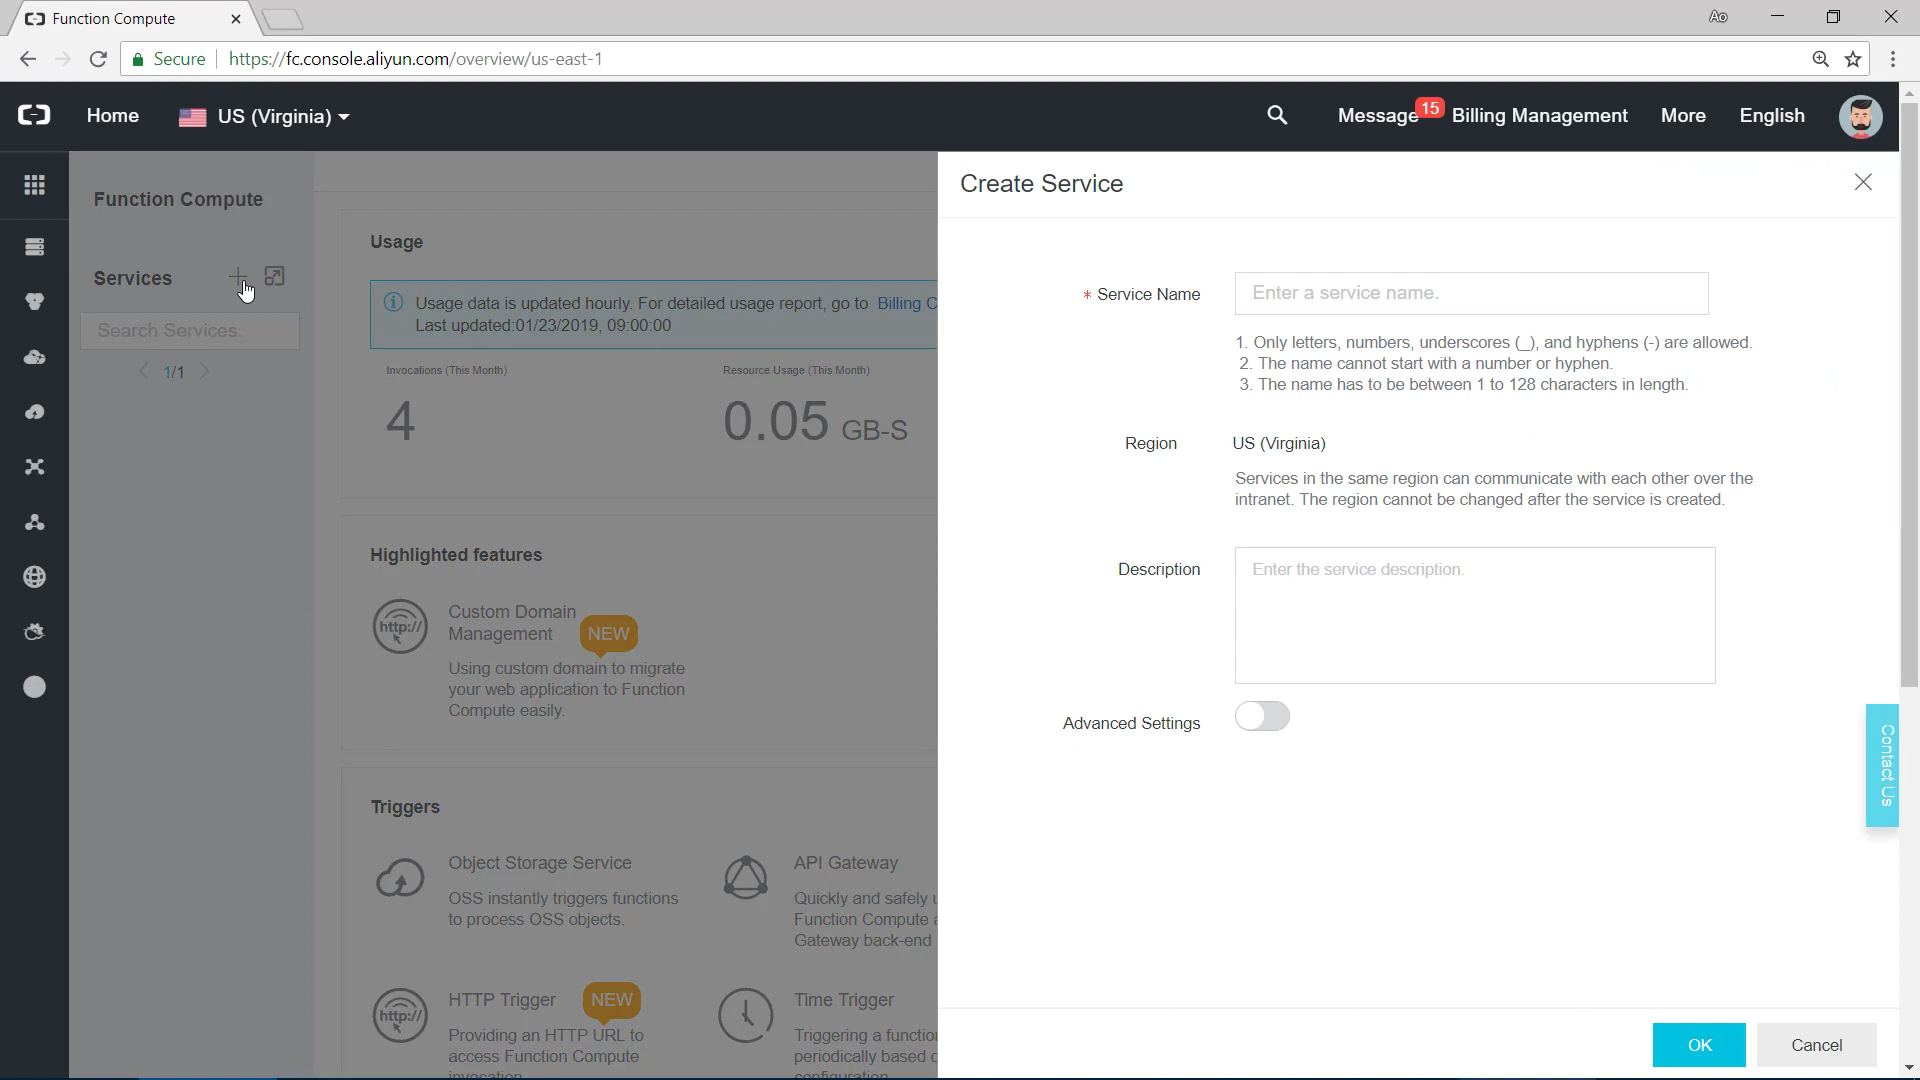 Function Compute
Ao
Secure
https://fc.console.aliyun.com/overview/us-east-1
Home
US (Virginia)
Message
15
Billing Management
More
English
Function Compute
Services
Search Services.
1/1
Usage
Usage data is updated hourly. For detailed usage report, go to Billing C
Last updated:01/23/2019, 09:00:00
Invocations (This Month)
4
Resource Usage (This Month)
0.05 GB-S
Highlighted features
http://
Custom Domain
Management
NEW
Using custom domain to migrate
your web application to Function
Compute easily.
Triggers
Object Storage Service
OSS instantly triggers functions
to process OSS objects.
API Gateway
Quickly and safely
Function Compute
Gateway back-end
http://
HTTP Trigger
NEW
Providing an HTTP URL to
access Function Compute
invocation
Time Trigger
Triggering a function
periodically based
configuration
Create Service
* Service Name
Enter a service name.
1. Only letters, numbers, underscores (_), and hyphens (-) are allowed.
2. The name cannot start with a number or hyphen.
3. The name has to be between 1 to 128 characters in length.
Region
US (Virginia)
Services in the same region can communicate with each other over the
intranet. The region cannot be changed after the service is created.
Description
Enter the service description.
Advanced Settings
Contact Us
OK
Cancel